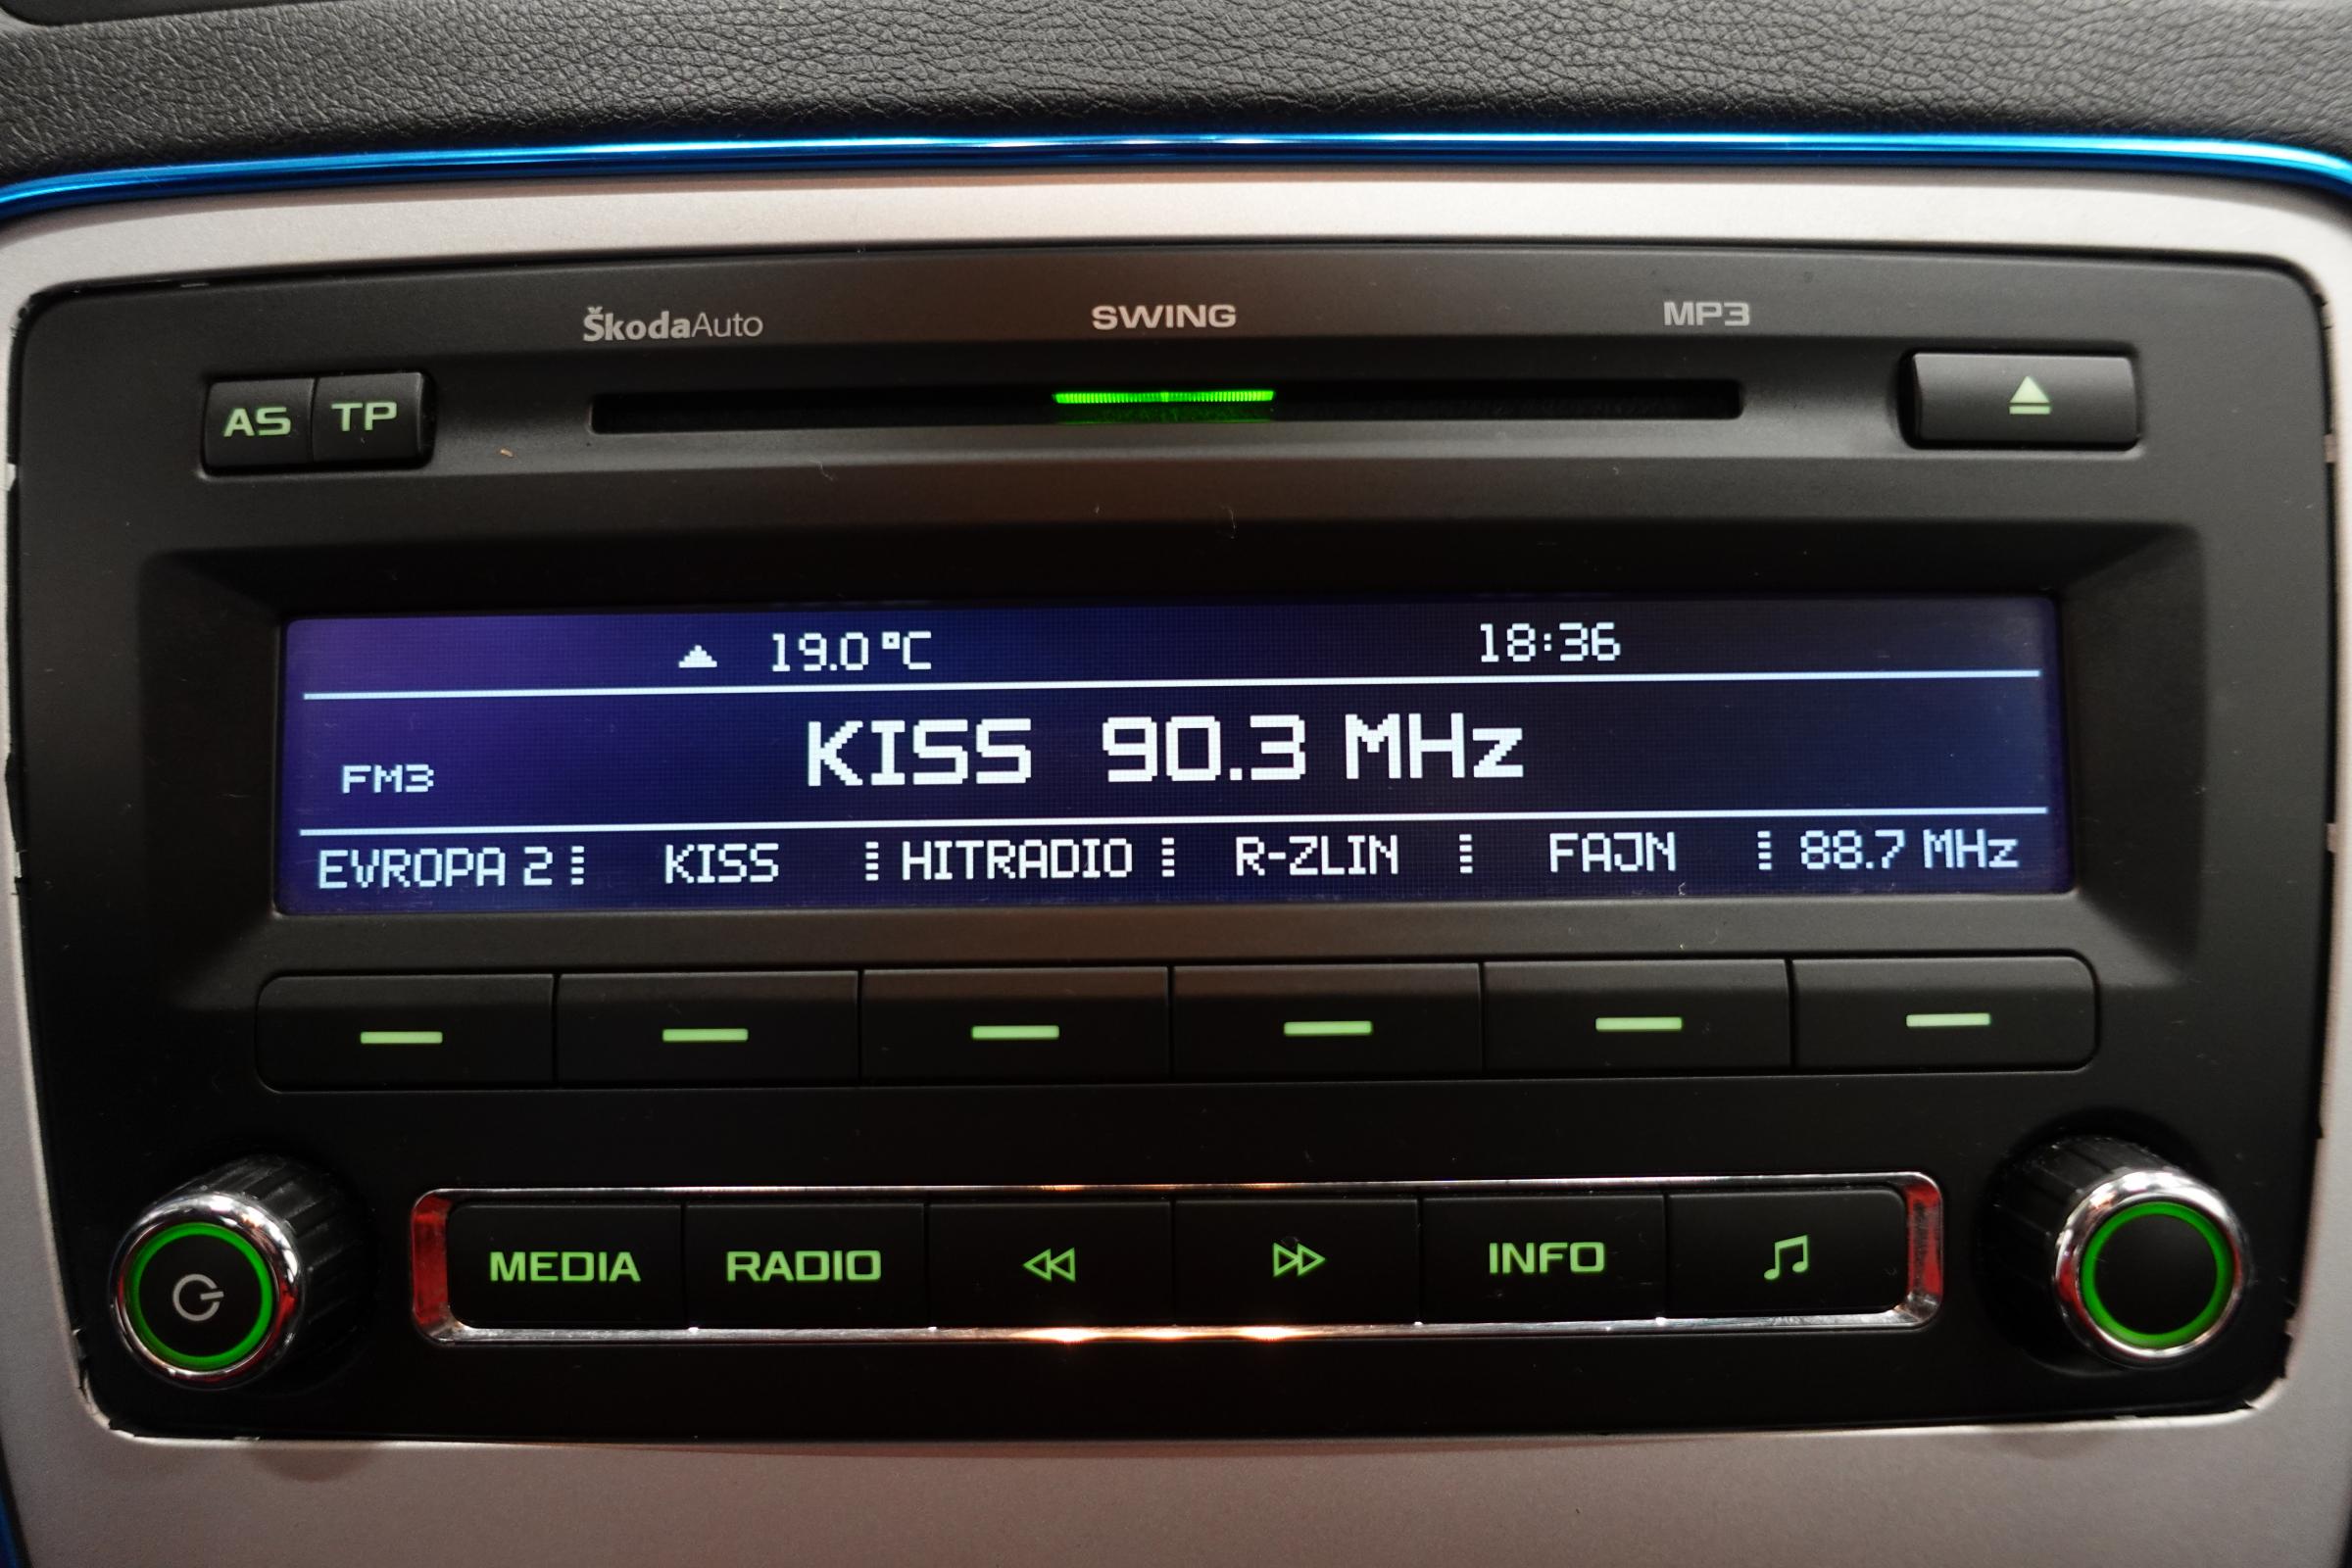 ŠkodaAuto SWING MP3
AS TP
19.0°C 18:36
FM3 KISS 90.3 MHz
EVROPA 2 KISS HITRADIO R-ZLIN FAJN 88.7 MHz
MEDIA RADIO INFO